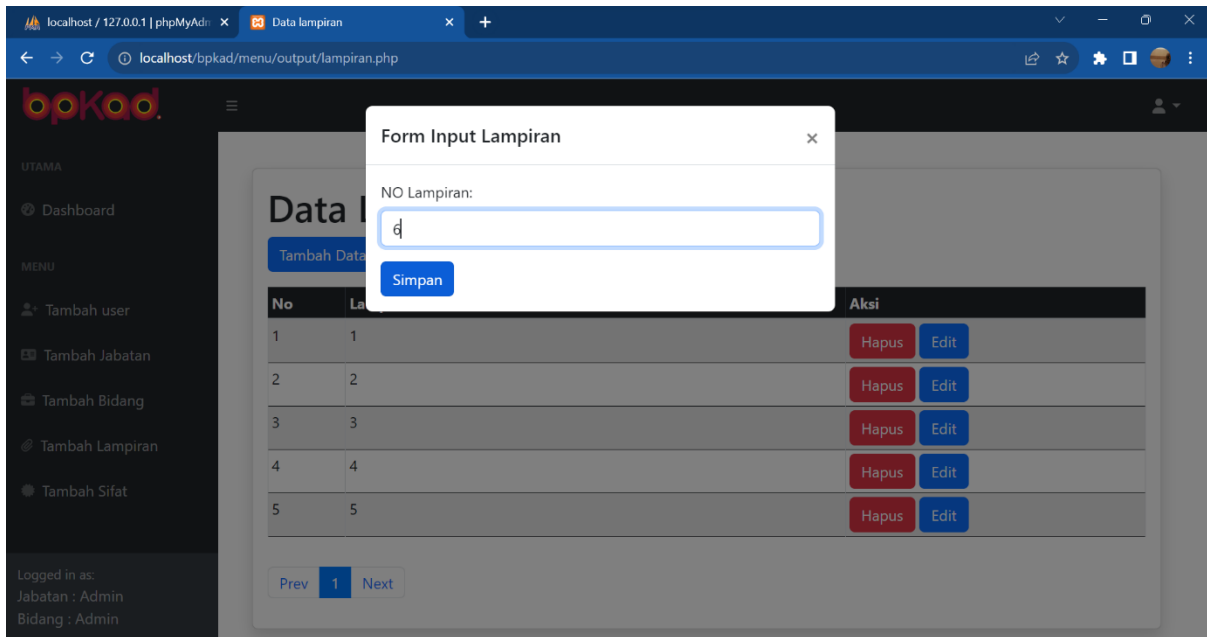 localhost / 127.0.0.1 | phpMyAdn
Data lampiran
localhost/bpkad/menu/output/lampiran.php
bpkad.
UTAMA
Dashboard
MENU
Tambah user
Tambah Jabatan
Tambah Bidang
Tambah Lampiran
Tambah Sifat
Logged in as:
Jabatan : Admin
Bidang : Admin
Form Input Lampiran ×
NO Lampiran:
6
Simpan
Data
Tambah Data
No La Aksi
1 1 Hapus Edit
2 2 Hapus Edit
3 3 Hapus Edit
4 4 Hapus Edit
5 5 Hapus Edit
Prev 1 Next